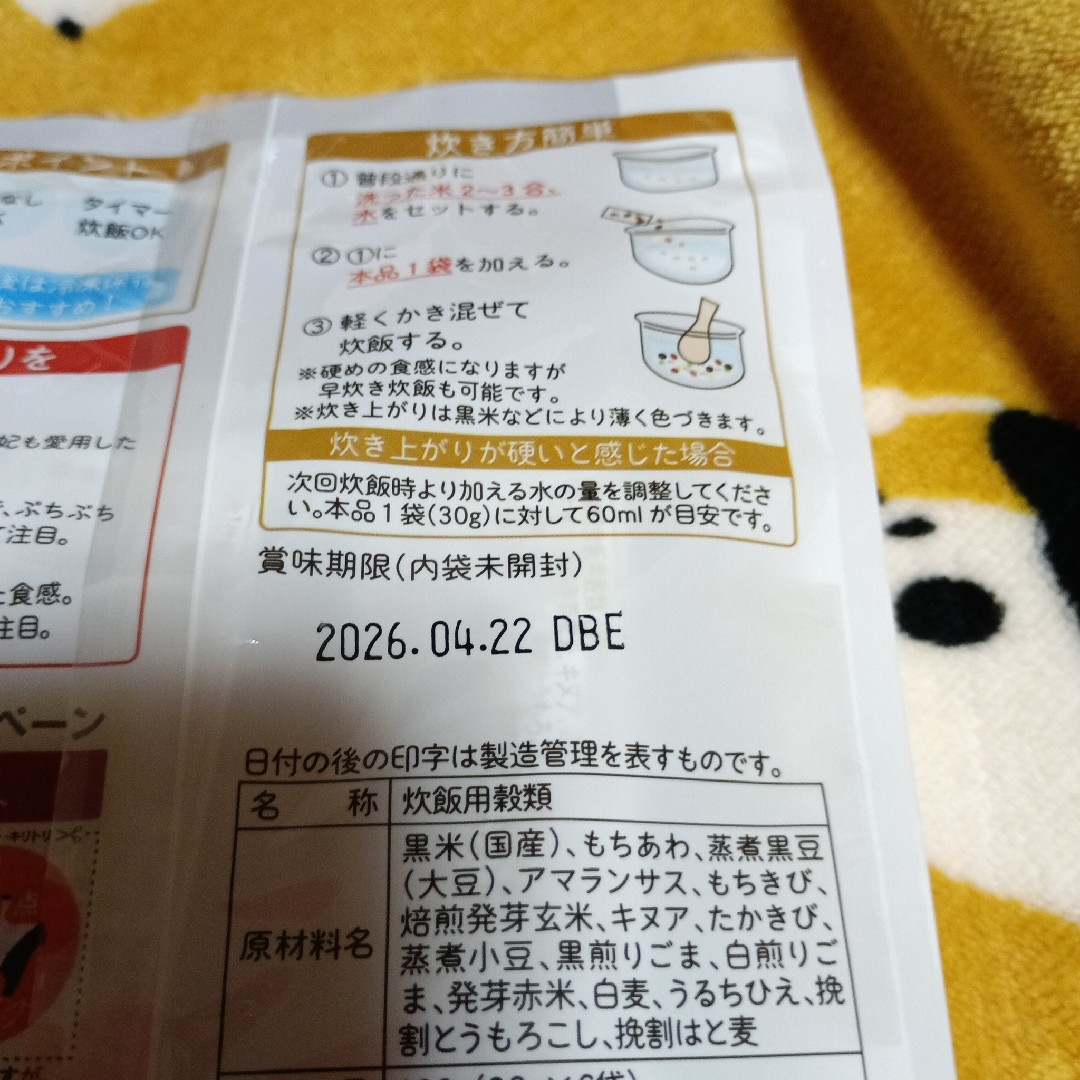 ポイント
なし
タイマー
炊飯OK
おすすめ!
りを
妃も愛用した
、ぷちぷち
注目。
食感。
注目。
ペーン
キリトリ
点
炊き方簡単
① 普段通りに
洗った米2〜3合、
水をセットする。
② ①に
本品1袋を加える。
③ 軽くかき混ぜて
炊飯する。
※硬めの食感になりますが
早炊き炊飯も可能です。
※炊き上がりは黒米などにより薄く色づきます。
炊き上がりが硬いと感じた場合
次回炊飯時より加える水の量を調整してくださ
い。本品1袋(30g)に対して60mlが目安です。
賞味期限(内袋未開封)
2026.04.22 DBE
日付の後の印字は製造管理を表すものです。
名 称 炊飯用穀類
原材料名
黒米(国産)、もちあわ、蒸煮黒豆
(大豆)、アマランサス、もちきび、
焙煎発芽玄米、キヌア、たかきび、
蒸煮小豆、黒煎りごま、白煎りご
ま、発芽赤米、白麦、うるちひえ、挽
割とうもろこし、挽割はと麦